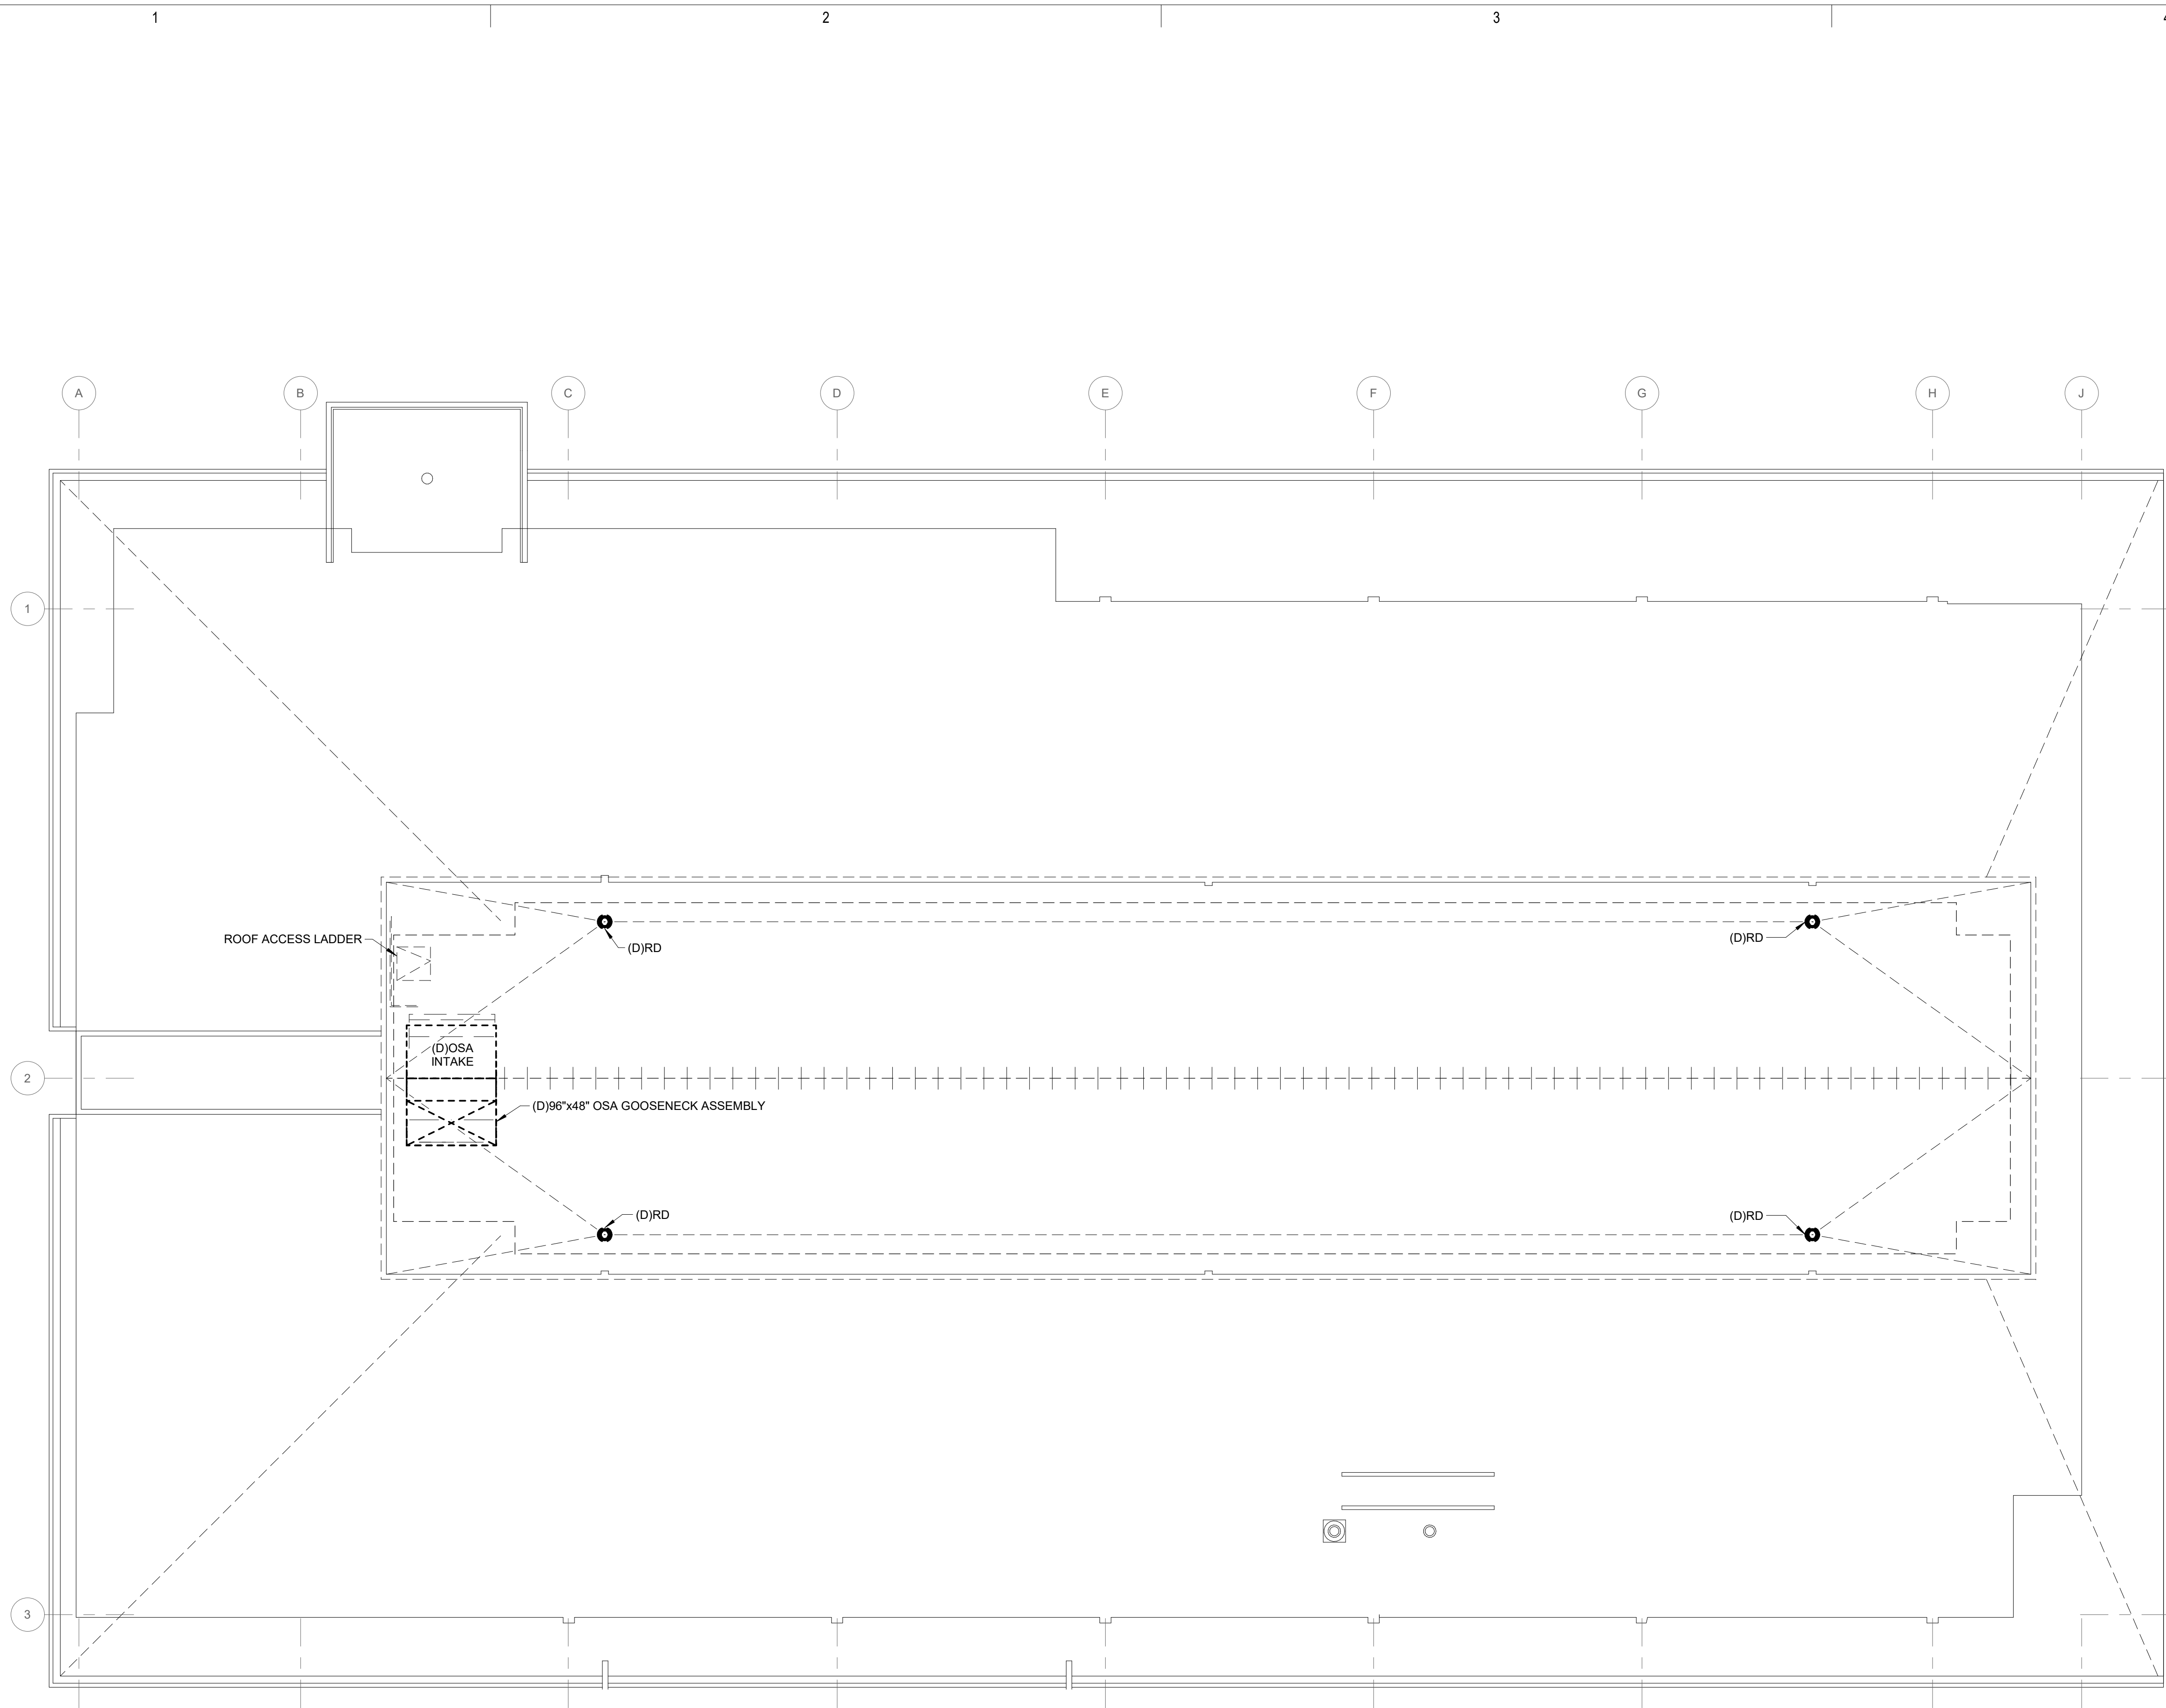 1
2
3
4
A
B
C
D
E
F
G
H
J
1
ROOF ACCESS LADDER
(D)RD
(D)RD
(D)OSA
INTAKE
2
(D)96"x48" OSA GOOSENECK ASSEMBLY
(D)RD
(D)RD
3